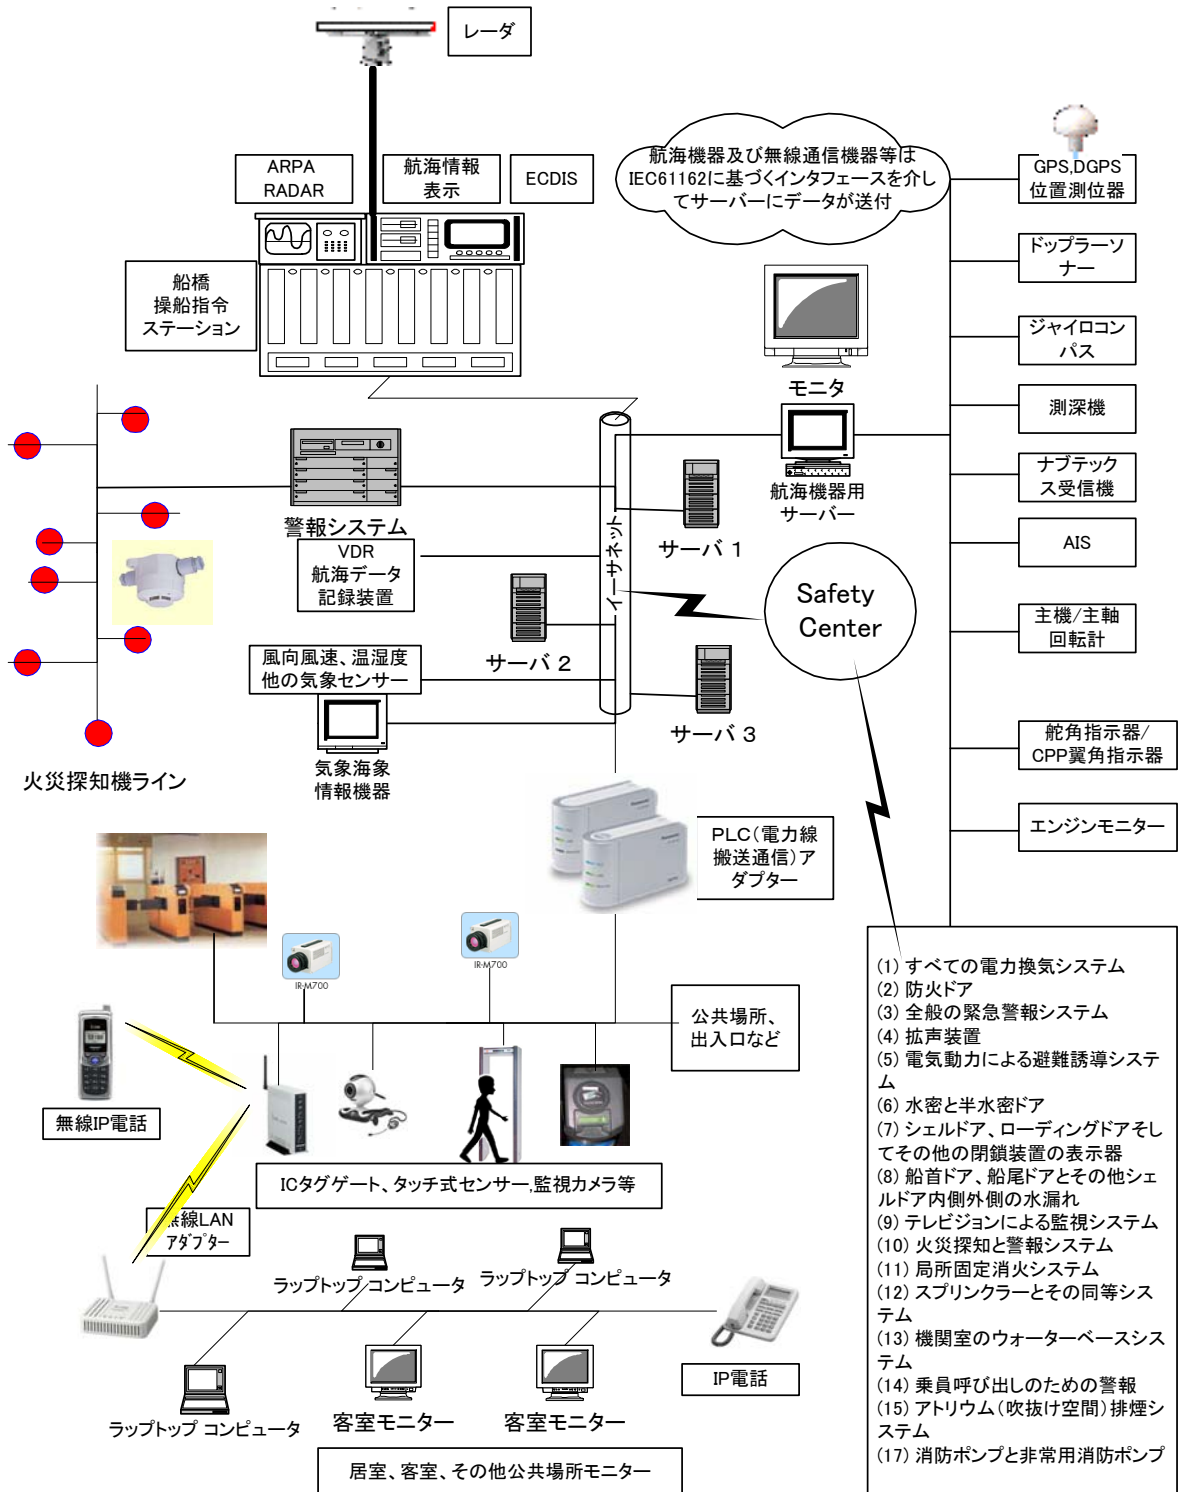 レーダ
ARPA
RADAR
航海情報
表示
ECDIS
航海機器及び無線通信機器等は
IEC61162に基づくインタフェースを介し
てサーバーにデータが送付
GPS,DGPS
位置測位器
船橋
操船指令
ステーション
ドップラーソ
ナー
ジャイロコン
パス
モニタ
測深機
航海機器用
サーバー
ナブテック
ス受信機
警報システム
サーバ 1
イーサネット
VDR
航海データ
記録装置
AIS
Safety
Center
サーバ 2
主機/主軸
回転計
風向風速、温湿度
他の気象センサー
サーバ 3
舵角指示器/
CPP翼角指示器
火災探知機ライン
気象海象
情報機器
PLC(電力線
搬送通信)ア
ダプター
エンジンモニター
IR-M700
IR-M700
公共場所、
出入口など
無線IP電話
ICタグゲート、タッチ式センサー,監視カメラ等
無線LAN
アダプター
ラップトップ コンピュータ
ラップトップ コンピュータ
IP電話
ラップトップ コンピュータ
客室モニター
客室モニター
居室、客室、その他公共場所モニター
(1) すべての電力換気システム
(2) 防火ドア
(3) 全般の緊急警報システム
(4) 拡声装置
(5) 電気動力による避難誘導システ
ム
(6) 水密と半水密ドア
(7) シェルドア、ローディングドアそし
てその他の閉鎖装置の表示器
(8) 船首ドア、船尾ドアとその他シェ
ルドア内側外側の水漏れ
(9) テレビジョンによる監視システム
(10) 火災探知と警報システム
(11) 局所固定消火システム
(12) スプリンクラーとその同等シス
テム
(13) 機関室のウォーターベースシス
テム
(14) 乗員呼び出しのための警報
(15) アトリウム(吹抜け空間)排煙シ
ステム
(17) 消防ポンプと非常用消防ポンプ